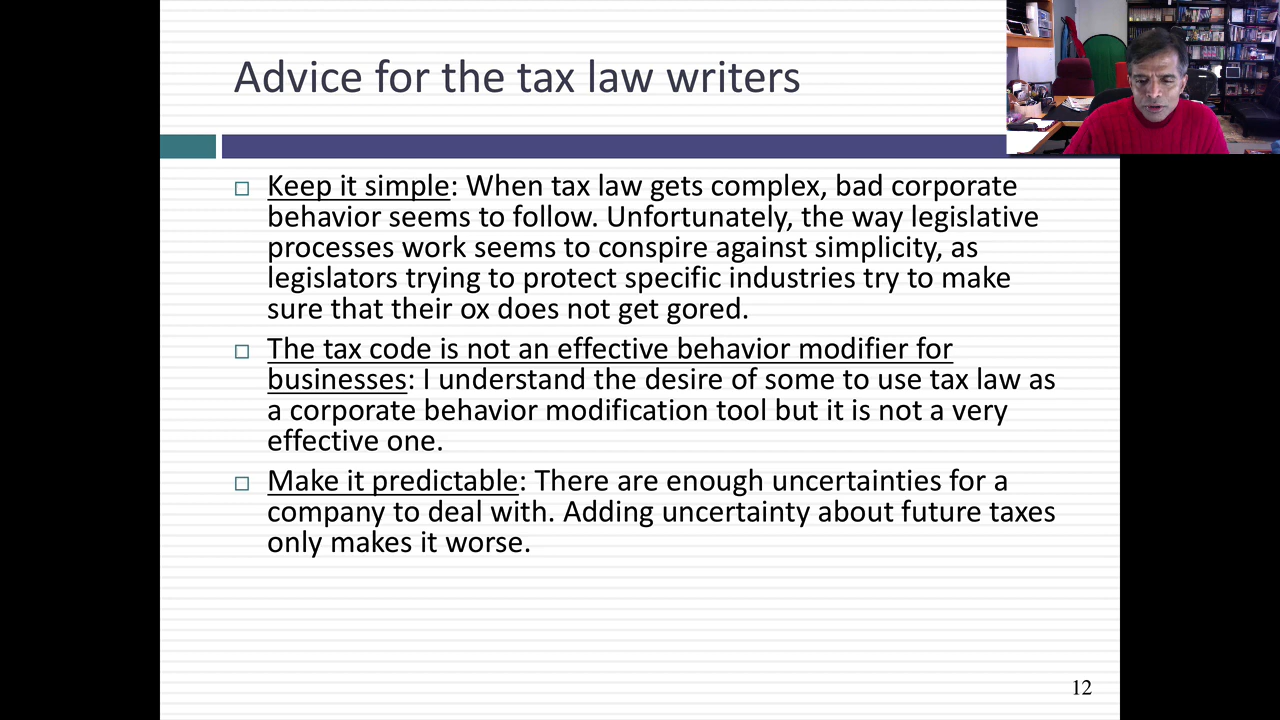 Advice for the tax law writers
Keep it simple: When tax law gets complex, bad corporate
behavior seems to follow. Unfortunately, the way legislative
processes work seems to conspire against simplicity, as
legislators trying to protect specific industries try to make
sure that their ox does not get gored.
The tax code is not an effective behavior modifier for
businesses: I understand the desire of some to use tax law as
a corporate behavior modification tool but it is not a very
effective one.
Make it predictable: There are enough uncertainties for a
company to deal with. Adding uncertainty about future taxes
only makes it worse.
12